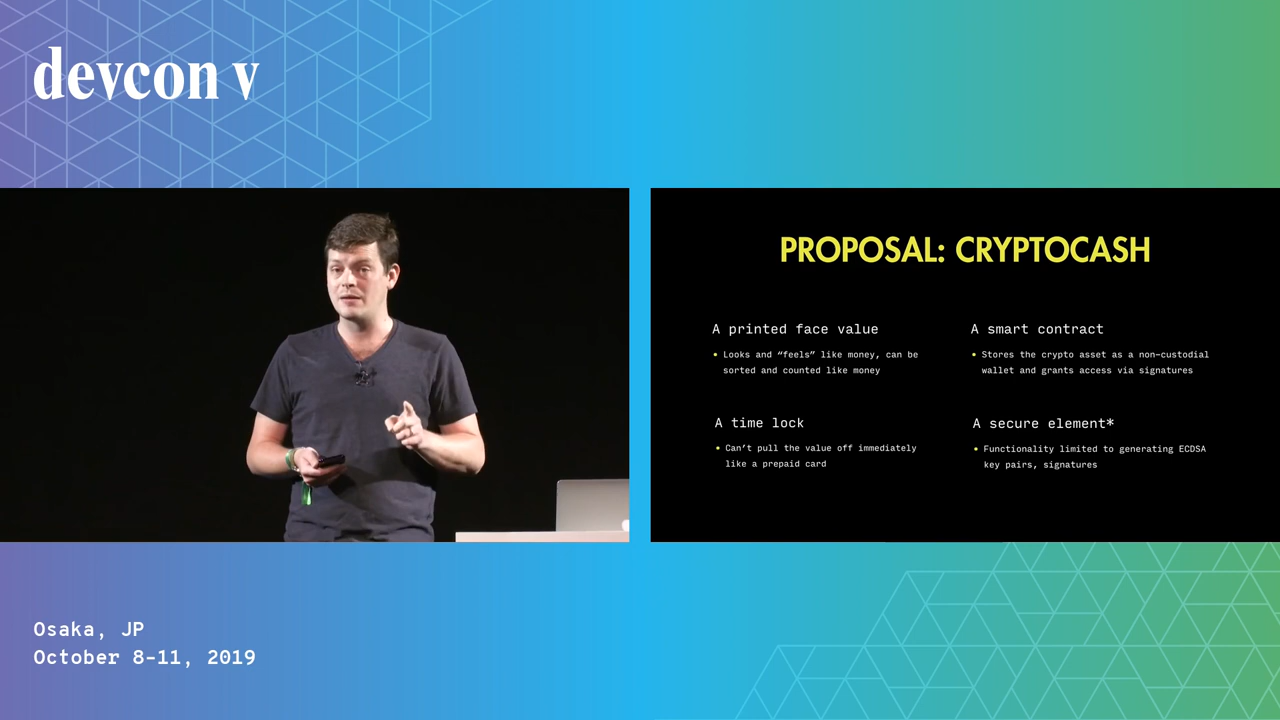 devcon v
PROPOSAL: CRYPTOCASH
A printed face value
• Looks and “feels” like money, can be
sorted and counted like money
A smart contract
• Stores the crypto asset as a non-custodial
wallet and grants access via signatures
A time lock
• Can’t pull the value off immediately
like a prepaid card
A secure element*
• Functionality limited to generating ECDSA
key pairs, signatures
Osaka, JP
October 8-11, 2019